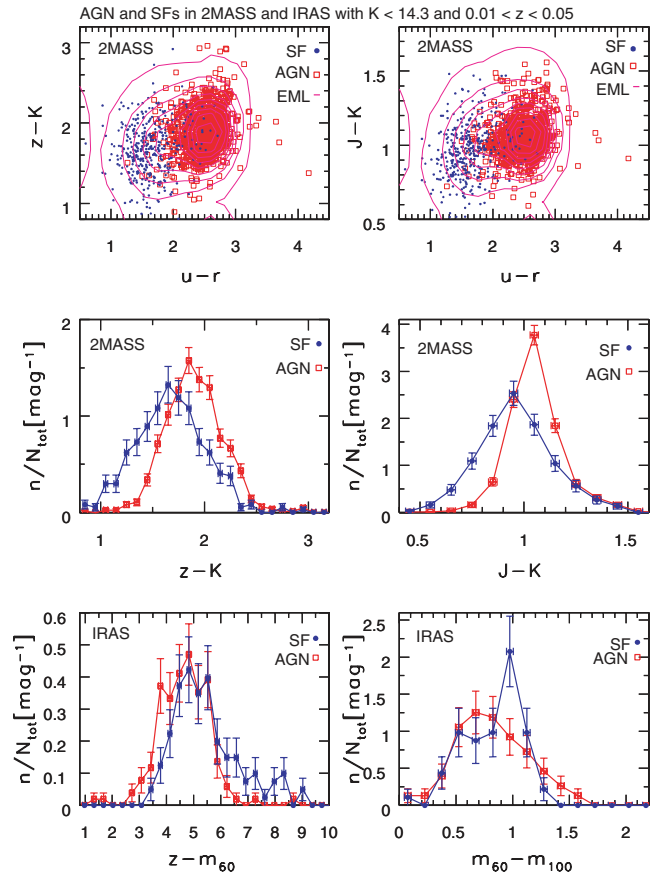 AGN and SFs in 2MASS and IRAS with K < 14.3 and 0.01 < z < 0.05
2MASS
SF
AGN
EML
z−K
3
2
1
1 2 3 4
u−r
2MASS
SF
AGN
EML
J−K
1.5
1
0.5
1 2 3 4
u−r
2MASS
SF
AGN
n/N_tot[mag^−1]
2
1
0
1 2 3
z−K
2MASS
SF
AGN
n/N_tot[mag^−1]
4
3
2
1
0
0.5 1 1.5
J−K
IRAS
SF
AGN
n/N_tot[mag^−1]
0.6
0.5
0.4
0.3
0.2
0.1
0
1 2 3 4 5 6 7 8 9 10
z−m_60
IRAS
SF
AGN
n/N_tot[mag^−1]
2.5
2
1.5
1
0.5
0
0 0.5 1 1.5 2
m_60−m_100